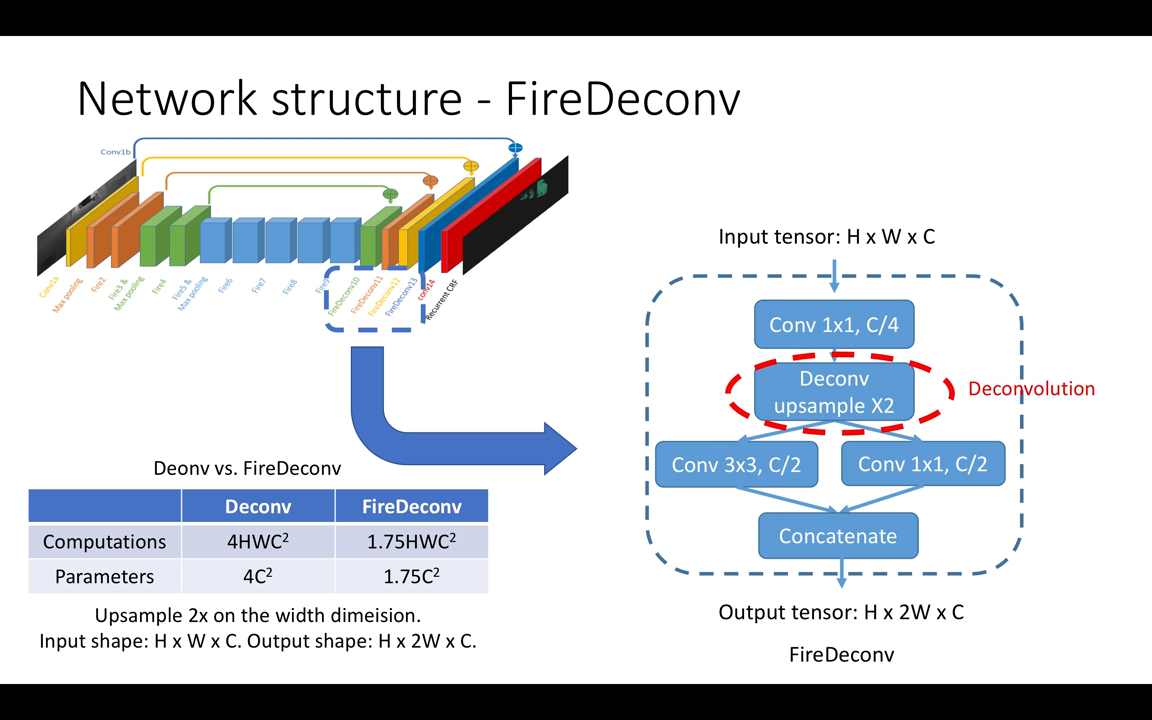 Network structure - FireDeconv
Conv1b
Conv1a
Max pooling
Fire2
Fire3 &
Max pooling
Fire4
Fire5 &
Max pooling
Fire6
Fire7
Fire8
Fire9
FireDeconv10
FireDeconv11
FireDeconv12
FireDeconv13
conv14
Recurrent CRF
Input tensor: H x W x C
Conv 1x1, C/4
Deconv
upsample X2
Deconvolution
Conv 3x3, C/2
Conv 1x1, C/2
Concatenate
Output tensor: H x 2W x C
FireDeconv
Deonv vs. FireDeconv
Deconv FireDeconv
Computations 4HWC² 1.75HWC²
Parameters 4C² 1.75C²
Upsample 2x on the width dimeision.
Input shape: H x W x C. Output shape: H x 2W x C.